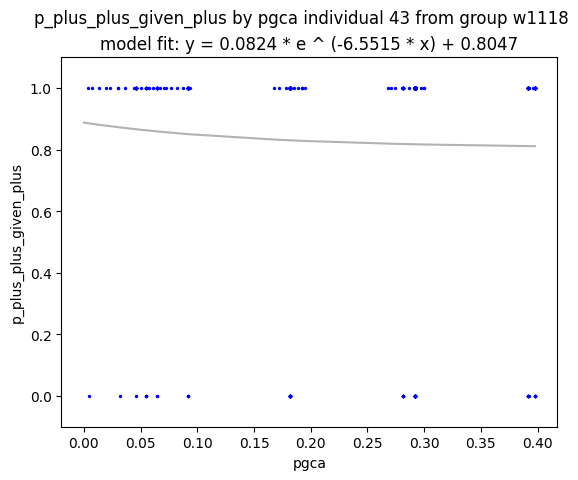 p_plus_plus_given_plus by pgca individual 43 from group w1118
model fit: y = 0.0824 * e ^ (-6.5515 * x) + 0.8047
1.0
0.8
0.6
0.4
0.2
0.0
p_plus_plus_given_plus
0.00 0.05 0.10 0.15 0.20 0.25 0.30 0.35 0.40
pgca